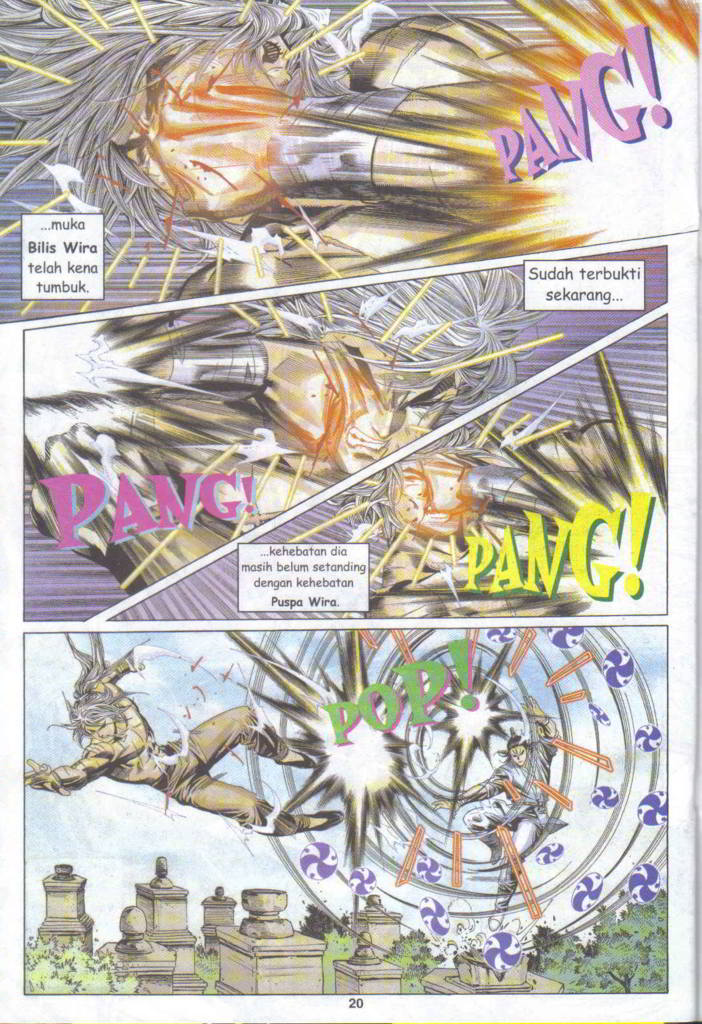 PANG!
...muka
Bilis Wira
telah kena
tumbuk.
Sudah terbukti
sekarang...
PANG!
...kehebatan dia
masih belum setanding
dengan kehebatan
Puspa Wira.
PANG!
POP!
20